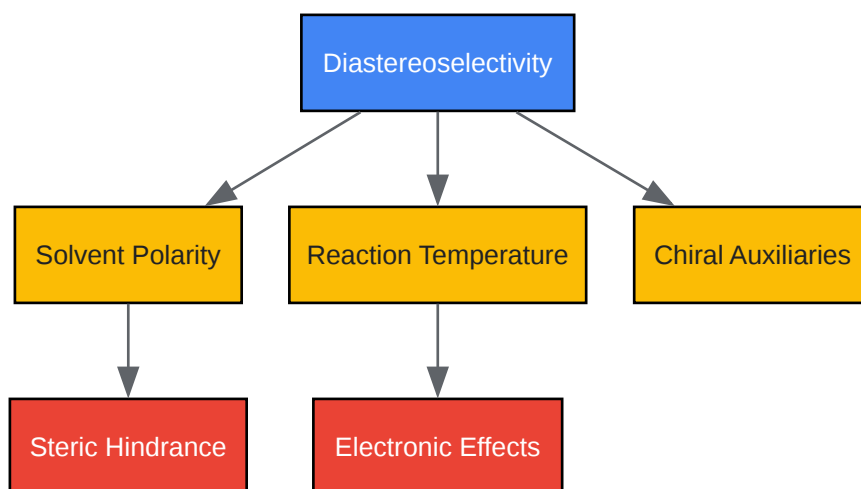 Diastereoselectivity
Solvent Polarity
Reaction Temperature
Chiral Auxiliaries
Steric Hindrance
Electronic Effects